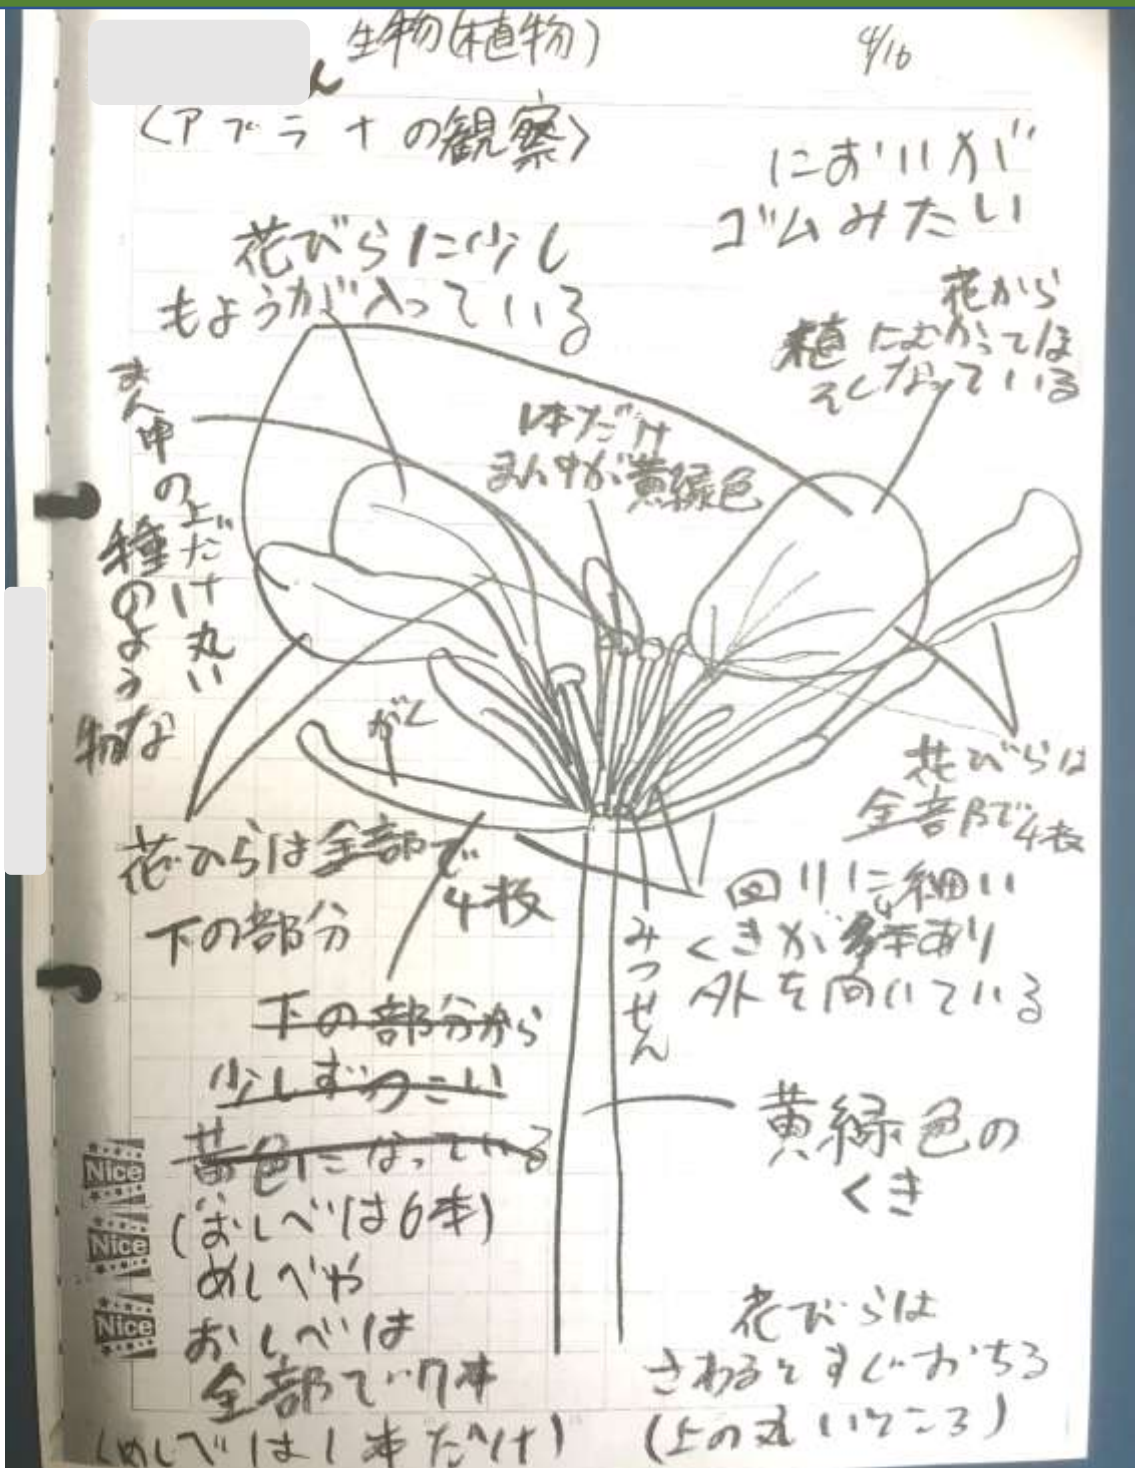 生物(植物)
4/16
<アブラナの観察>
においが
ゴムみたい
花びらに少し
もようが入っている
花から
植にむかってほ
そくなっている
1本だけ
まん中が黄緑色
まん中の上だけ丸い
種のような
物
がく
花びらは全部で
4枚
下の部分
花びらは
全部で4枚
回りに細い
くきが多本あり
外を向いている
みつせん
下の部分から
少しずつこい
黄色になっている
(おしべは6本)
めしべや
おしべは
全部で7本
(めしべは1本だけ)
黄緑色の
くき
花びらは
さわるとすぐおちる
(上の丸いところ)
Nice
Nice
Nice